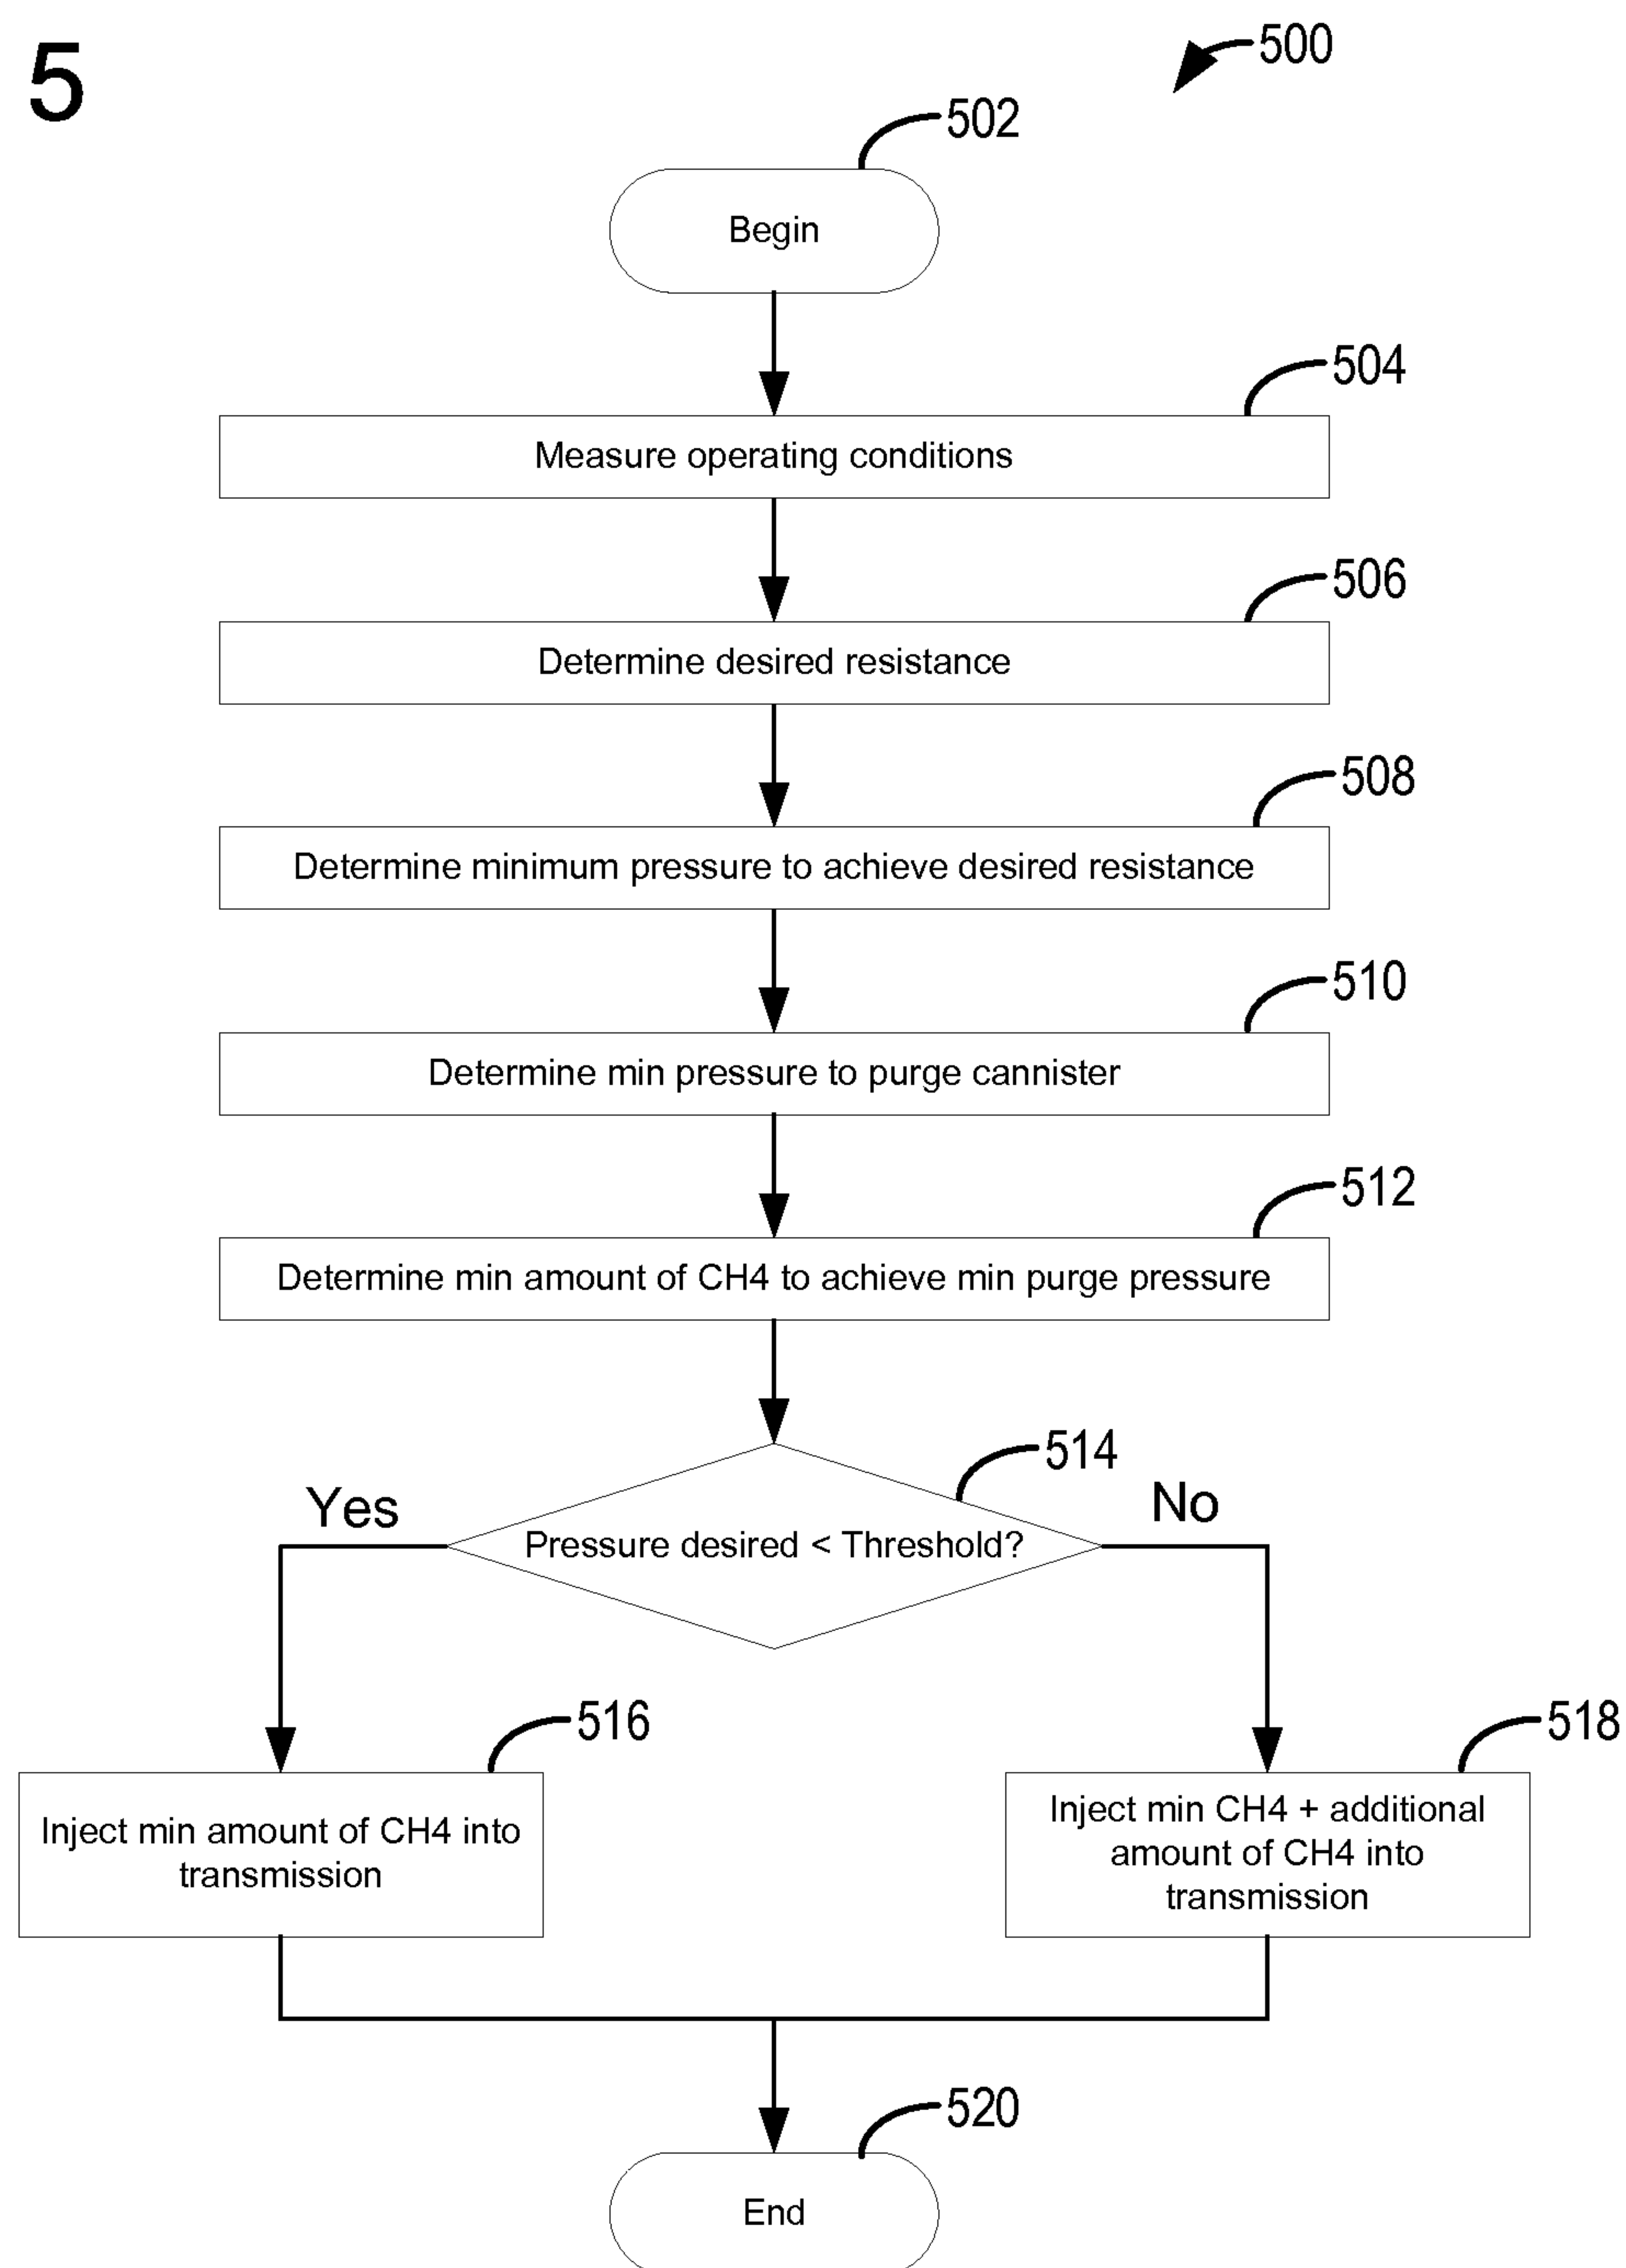 5
500
502
Begin
504
Measure operating conditions
506
Determine desired resistance
508
Determine minimum pressure to achieve desired resistance
510
Determine min pressure to purge cannister
512
Determine min amount of CH4 to achieve min purge pressure
514
Yes
No
Pressure desired < Threshold?
516
518
Inject min amount of CH4 into
transmission
Inject min CH4 + additional
amount of CH4 into
transmission
520
End